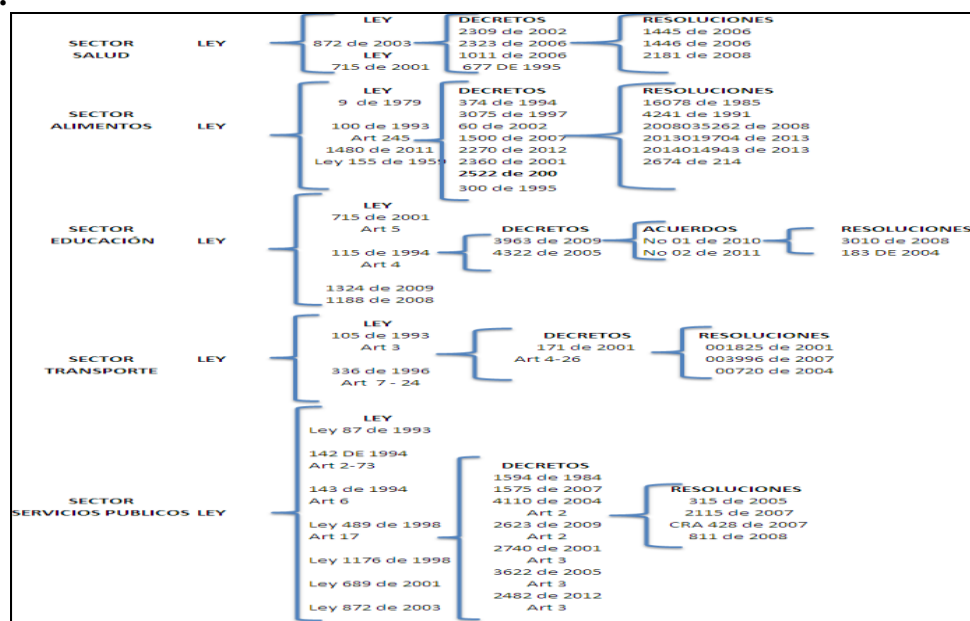 SECTOR SALUD LEY
LEY
872 de 2003
LEY
715 de 2001
DECRETOS
2309 de 2002
2323 de 2006
1011 de 2006
677 DE 1995
RESOLUCIONES
1445 de 2006
1446 de 2006
2181 de 2008
SECTOR
ALIMENTOS LEY
LEY
9 de 1979
100 de 1993
Art 245
1480 de 2011
Ley 155 de 1959
DECRETOS
374 de 1994
3075 de 1997
60 de 2002
1500 de 2007
2270 de 2012
2360 de 2001
2522 de 200
300 de 1995
RESOLUCIONES
16078 de 1985
4241 de 1991
2008035262 de 2008
2013019704 de 2013
2014014943 de 2013
2674 de 214
SECTOR
EDUCACIÓN LEY
LEY
715 de 2001
Art 5
115 de 1994
Art 4
1324 de 2009
1188 de 2008
DECRETOS
3963 de 2009
4322 de 2005
ACUERDOS
No 01 de 2010
No 02 de 2011
RESOLUCIONES
3010 de 2008
183 DE 2004
SECTOR
TRANSPORTE LEY
LEY
105 de 1993
Art 3
336 de 1996
Art 7 - 24
DECRETOS
171 de 2001
Art 4-26
RESOLUCIONES
001825 de 2001
003996 de 2007
00720 de 2004
SECTOR
SERVICIOS PUBLICOS LEY
LEY
Ley 87 de 1993
142 DE 1994
Art 2-73
143 de 1994
Art 6
Ley 489 de 1998
Art 17
Ley 1176 de 1998
Ley 689 de 2001
Ley 872 de 2003
DECRETOS
1594 de 1984
1575 de 2007
4110 de 2004
Art 2
2623 de 2009
Art 2
2740 de 2001
Art 3
3622 de 2005
Art 3
2482 de 2012
Art 3
RESOLUCIONES
315 de 2005
2115 de 2007
CRA 428 de 2007
811 de 2008